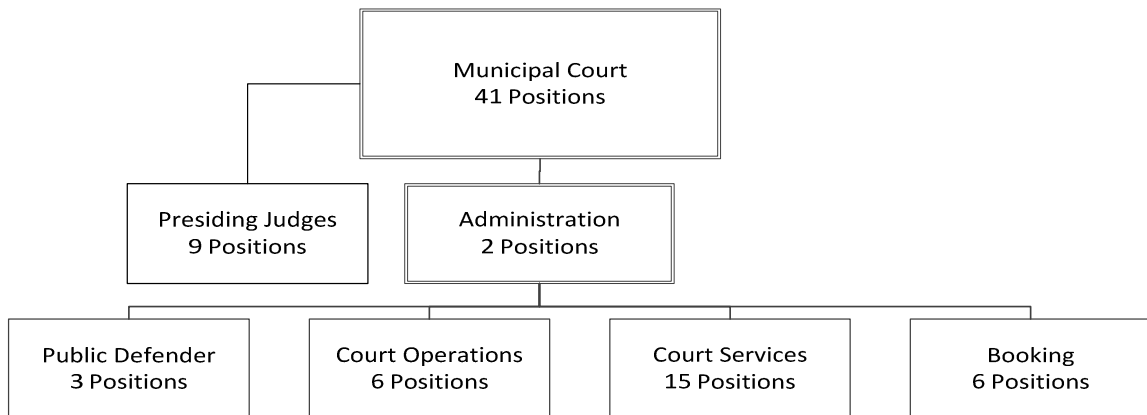 Municipal Court
41 Positions
Presiding Judges
9 Positions
Administration
2 Positions
Public Defender
3 Positions
Court Operations
6 Positions
Court Services
15 Positions
Booking
6 Positions